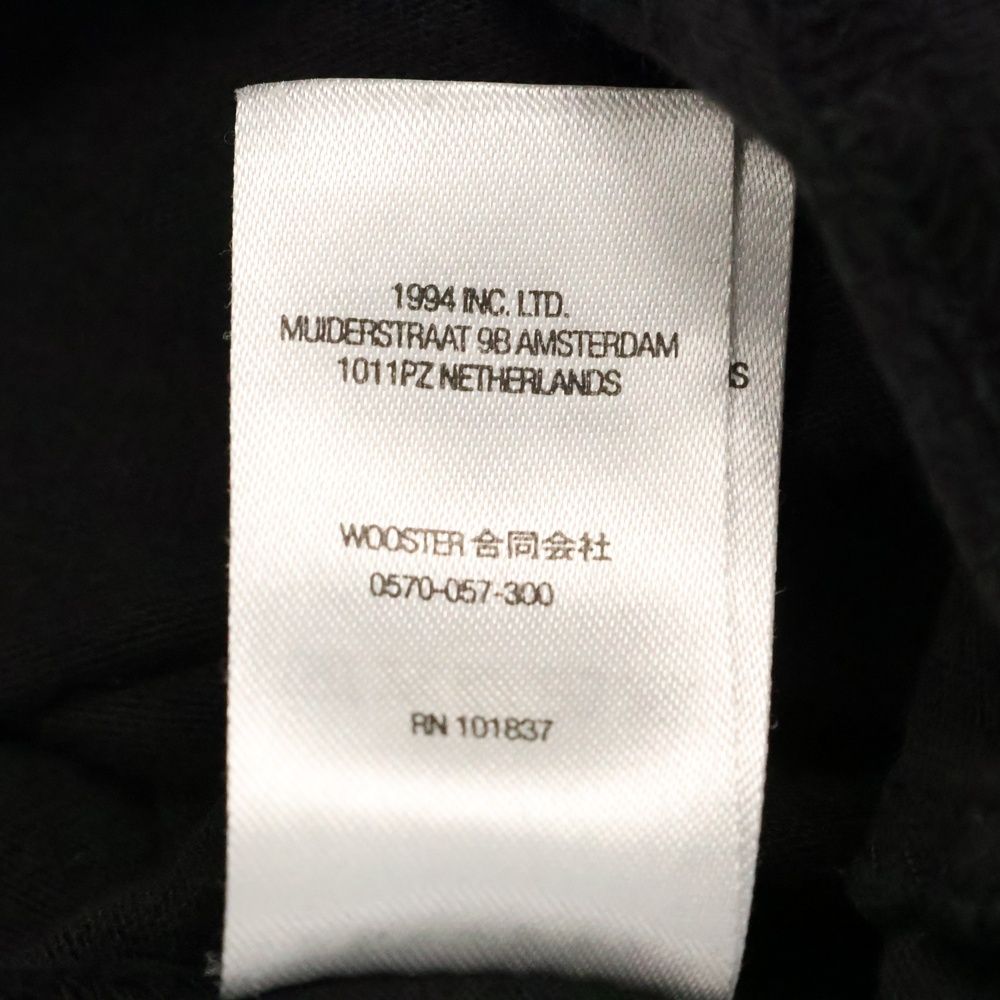 1994 INC. LTD.
MUIDERSTRAAT 9B AMSTERDAM
1011PZ NETHERLANDS
S
WOOSTER 合同会社
0570-057-300
RN 101837